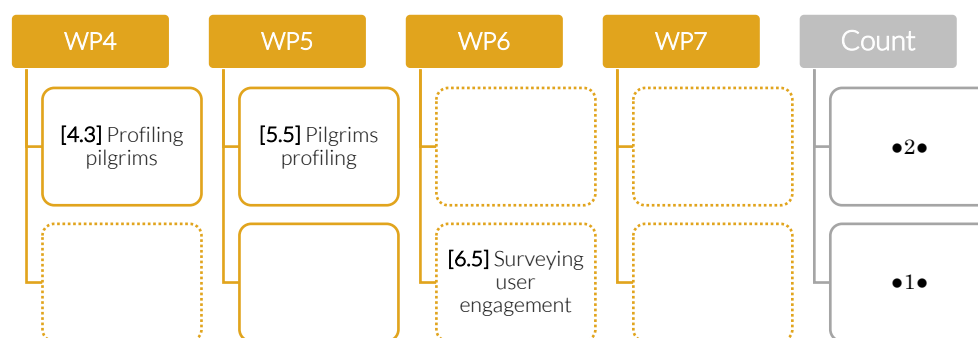 WP4 WP5 WP6 WP7 Count
[4.3] Profiling
pilgrims
[5.5] Pilgrims
profiling
●2●
[6.5] Surveying
user
engagement
●1●